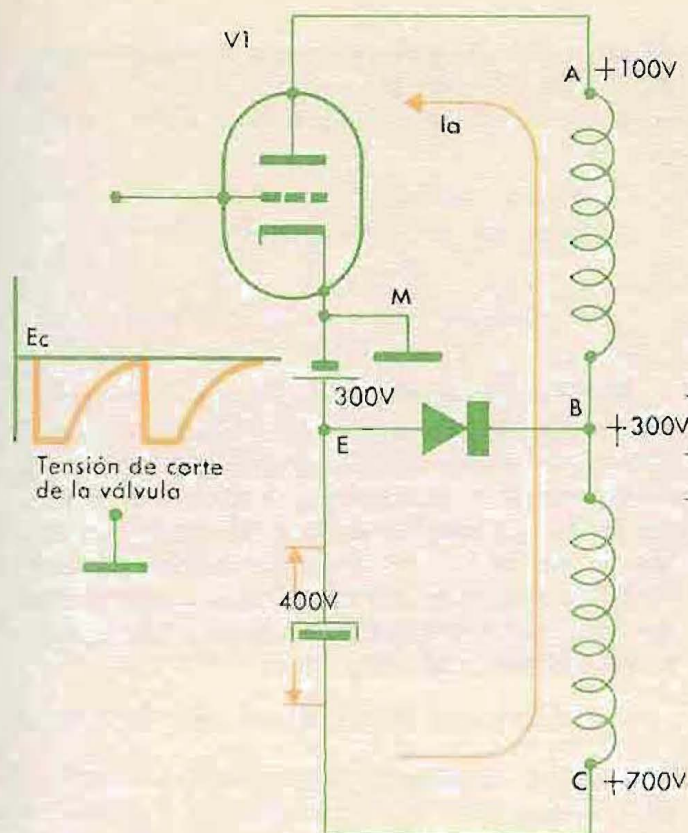 V1
A +100V
Ia
M
Ec
300V
B +300V
E
Tensión de corte
de la válvula
400V
C +700V